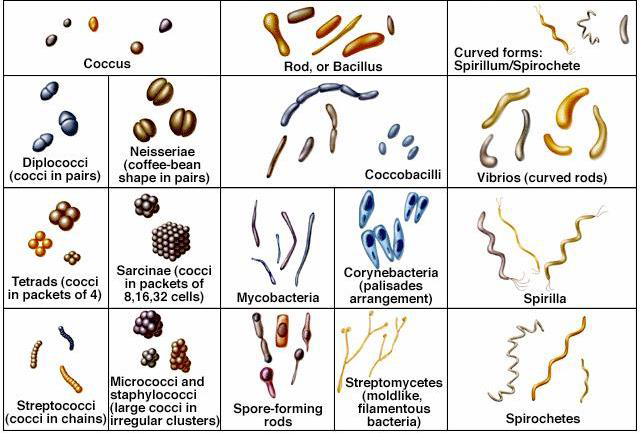 Coccus
Rod, or Bacillus
Curved forms:
Spirillum/Spirochete
Diplococci
(cocci in pairs)
Neisseriae
(coffee-bean
shape in pairs)
Coccobacilli
Vibrios (curved rods)
Tetrads (cocci
in packets of 4)
Sarcinae (cocci
in packets of
8,16,32 cells)
Mycobacteria
Corynebacteria
(palisades
arrangement)
Spirilla
Streptococci
(cocci in chains)
Micrococci and
staphylococci
(large cocci in
irregular clusters)
Spore-forming
rods
Streptomycetes
(moldlike,
filamentous
bacteria)
Spirochetes